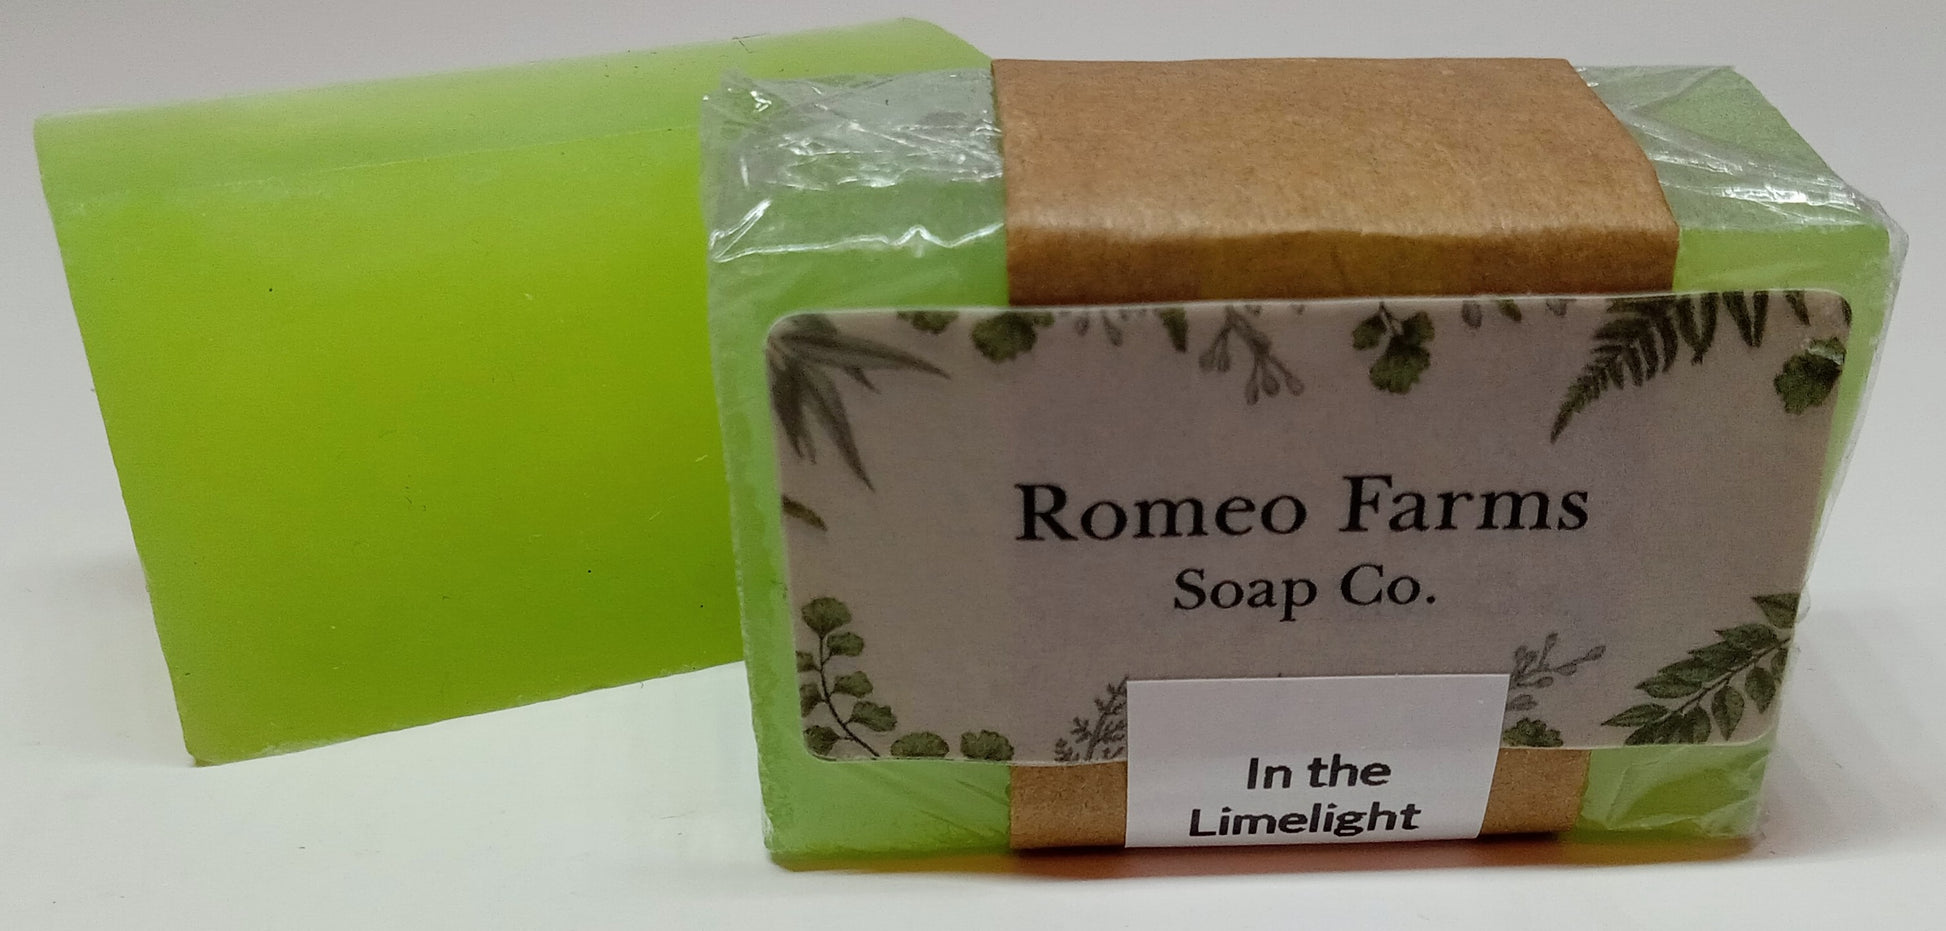 Romeo Farms
Soap Co.
In the
Limelight